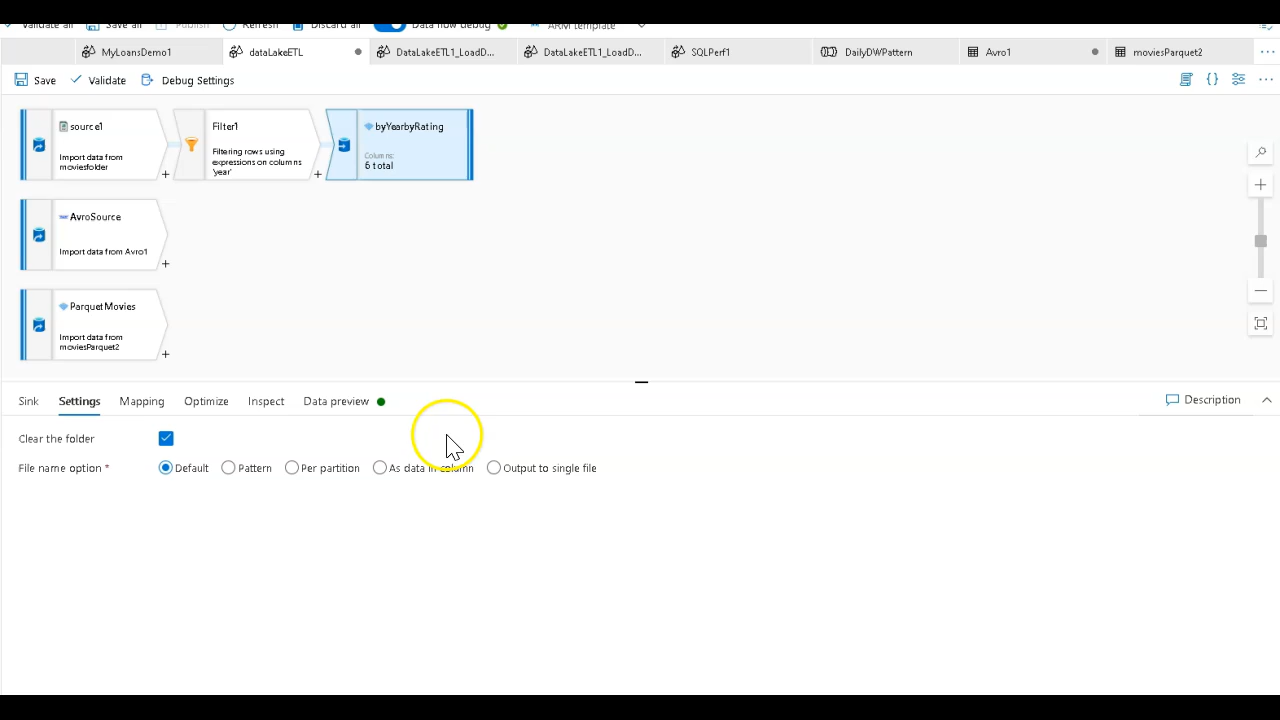 Validate all Save all Publish Refresh Discard all Data flow debug ARM template
MyLoansDemo1 dataLakeETL DataLakeETL1_LoadD... DataLakeETL1_LoadD... SQLPerf1 DailyDWPattern Avro1 moviesParquet2 ...
Save Validate Debug Settings {} ...
source1
Import data from
moviesfolder
+
Filter1
Filtering rows using
expressions on columns
'year'
+
byYearbyRating
Columns:
6 total
AvroSource
Import data from Avro1
+
ParquetMovies
Import data from
moviesParquet2
+
Sink Settings Mapping Optimize Inspect Data preview Description
Clear the folder
File name option * Default Pattern Per partition As data in column Output to single file